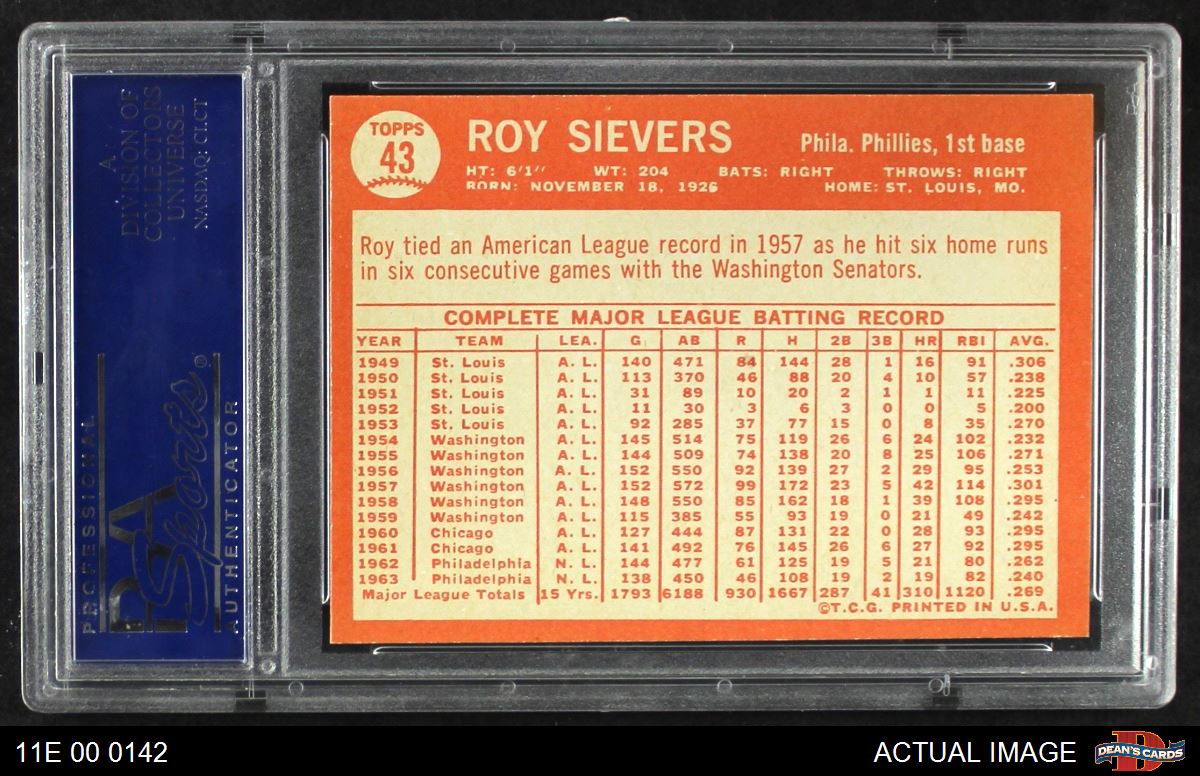 A
DIVISION OF
COLLECTORS
UNIVERSE
NASDAQ: CLCT
PROFESSIONAL
PSA
Sports®
AUTHENTICATOR
TOPPS
43
ROY SIEVERS
Phila. Phillies, 1st base
HT: 6'1" WT: 204 BATS: RIGHT THROWS: RIGHT
BORN: NOVEMBER 18, 1926 HOME: ST. LOUIS, MO.
Roy tied an American League record in 1957 as he hit six home runs
in six consecutive games with the Washington Senators.
COMPLETE MAJOR LEAGUE BATTING RECORD
YEAR TEAM LEA. G AB R H 2B 3B HR RBI AVG.
1949 St. Louis A. L. 140 471 84 144 28 1 16 91 .306
1950 St. Louis A. L. 113 370 46 88 20 4 10 57 .238
1951 St. Louis A. L. 31 89 10 20 2 1 1 11 .225
1952 St. Louis A. L. 11 30 3 6 3 0 0 5 .200
1953 St. Louis A. L. 92 285 37 77 15 0 8 35 .270
1954 Washington A. L. 145 514 75 119 26 6 24 102 .232
1955 Washington A. L. 144 509 74 138 20 8 25 106 .271
1956 Washington A. L. 152 550 92 139 27 2 29 95 .253
1957 Washington A. L. 152 572 99 172 23 5 42 114 .301
1958 Washington A. L. 148 550 85 162 18 1 39 108 .295
1959 Washington A. L. 115 385 55 93 19 0 21 49 .242
1960 Chicago A. L. 127 444 87 131 22 0 28 93 .295
1961 Chicago A. L. 141 492 76 145 26 6 27 92 .295
1962 Philadelphia N. L. 144 477 61 125 19 5 21 80 .262
1963 Philadelphia N. L. 138 450 46 108 19 2 19 82 .240
Major League Totals 15 Yrs. 1793 6188 930 1667 287 41 310 1120 .269
©T.C.G. PRINTED IN U.S.A.
11E 00 0142
ACTUAL IMAGE
DEAN'S CARDS